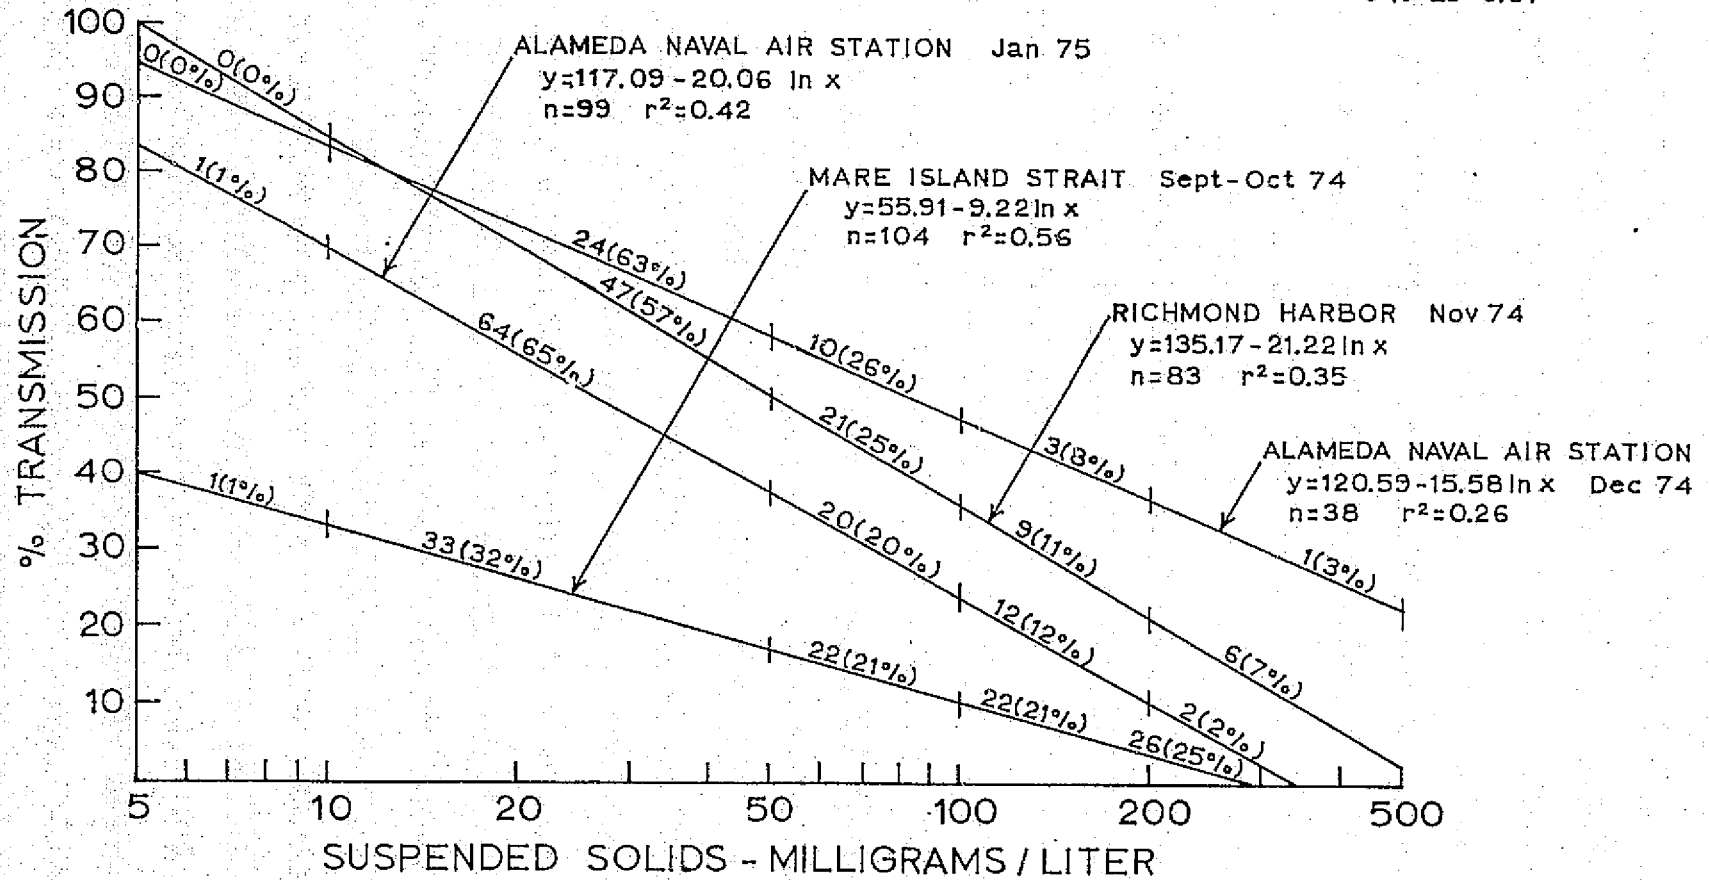 ALAMEDA NAVAL AIR STATION Jan 75
y=117.09-20.06 ln x
n=99 r²=0.42
MARE ISLAND STRAIT Sept-Oct 74
y=55.91-9.22 ln x
n=104 r²=0.56
RICHMOND HARBOR Nov 74
y=135.17-21.22 ln x
n=83 r²=0.35
ALAMEDA NAVAL AIR STATION
y=120.59-15.58 ln x Dec 74
n=38 r²=0.26
% TRANSMISSION
100
90
80
70
60
50
40
30
20
10
0(0%)
0(0%)
24(63%)
10(26%)
3(8%)
1(3%)
47(57%)
21(25%)
9(11%)
6(7%)
1(1%)
64(65%)
20(20%)
12(12%)
2(2%)
1(1%)
33(32%)
22(21%)
22(21%)
26(25%)
5 10 20 50 100 200 500
SUSPENDED SOLIDS - MILLIGRAMS / LITER